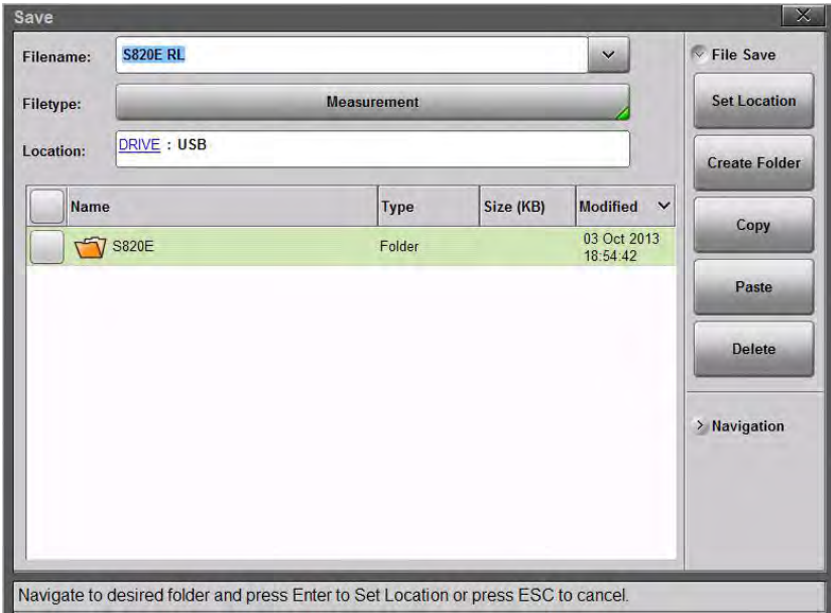 Save
Filename: S820E RL
Filetype: Measurement
Location: DRIVE : USB
Name Type Size (KB) Modified
S820E Folder 03 Oct 2013
18:54:42
File Save
Set Location
Create Folder
Copy
Paste
Delete
Navigation
Navigate to desired folder and press Enter to Set Location or press ESC to cancel.